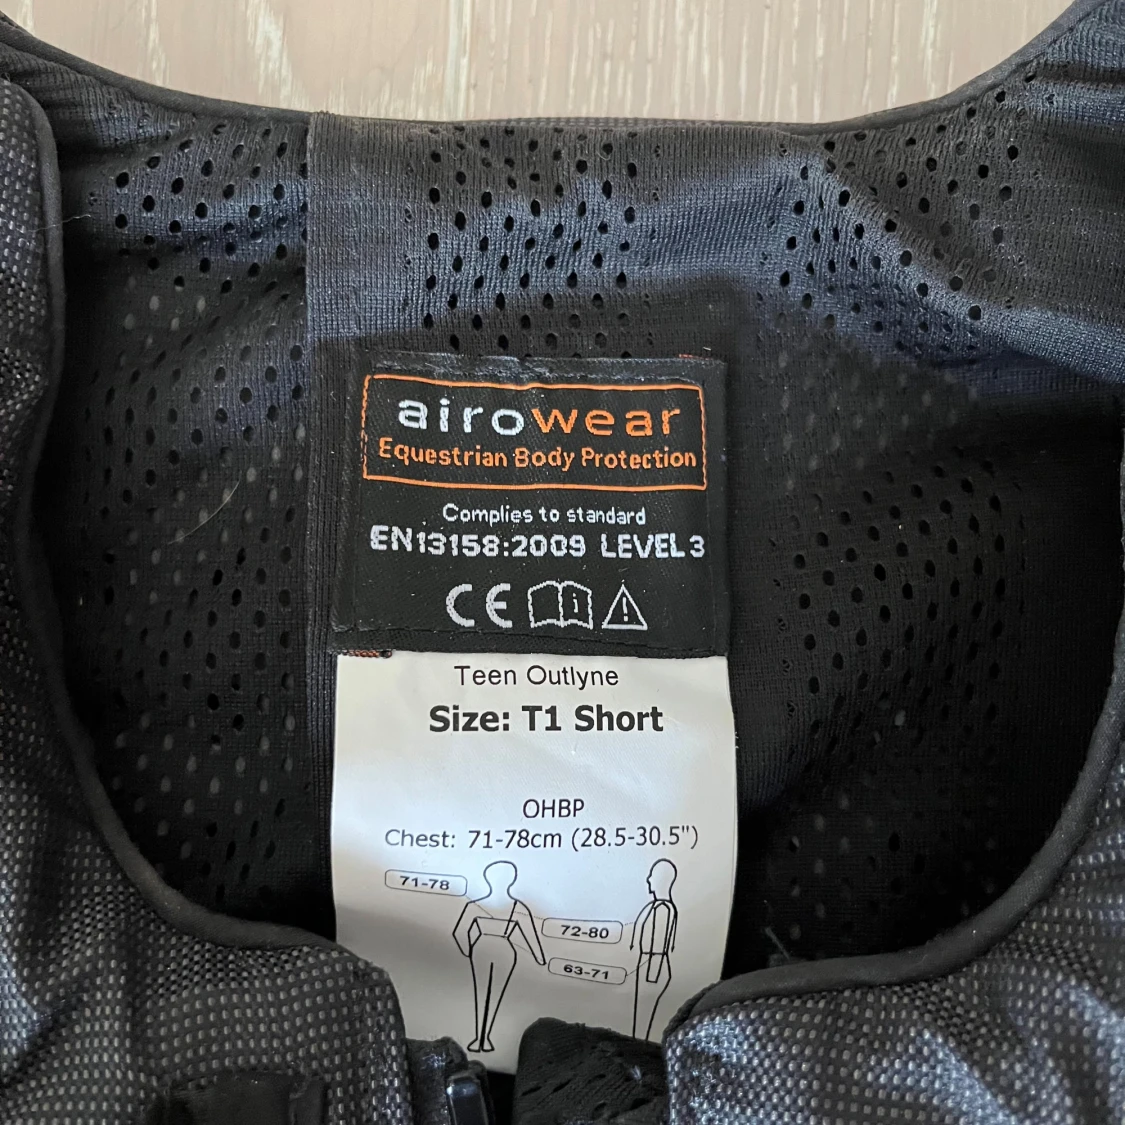 airowear
Equestrian Body Protection
Complies to standard
EN13158:2009 LEVEL 3
CE
Teen Outlyne
Size: T1 Short
OHBP
Chest: 71-78cm (28.5-30.5")
71-78
72-80
63-71